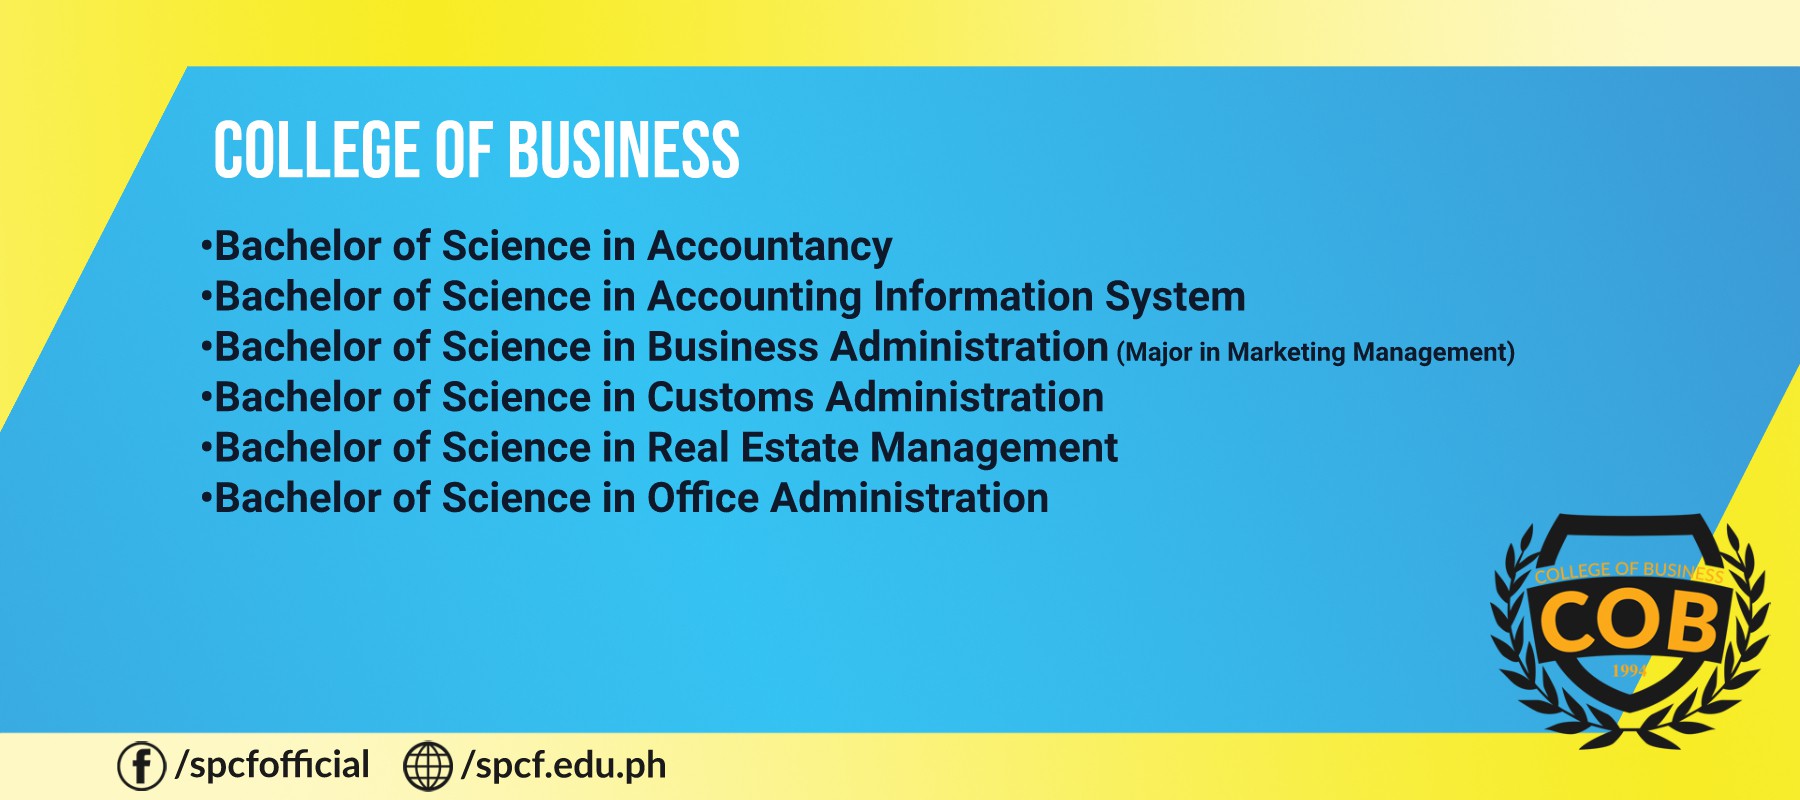 COLLEGE OF BUSINESS
•Bachelor of Science in Accountancy
•Bachelor of Science in Accounting Information System
•Bachelor of Science in Business Administration (Major in Marketing Management)
•Bachelor of Science in Customs Administration
•Bachelor of Science in Real Estate Management
•Bachelor of Science in Office Administration
COLLEGE OF BUSINESS
COB
1994
/spcfofficial /spcf.edu.ph